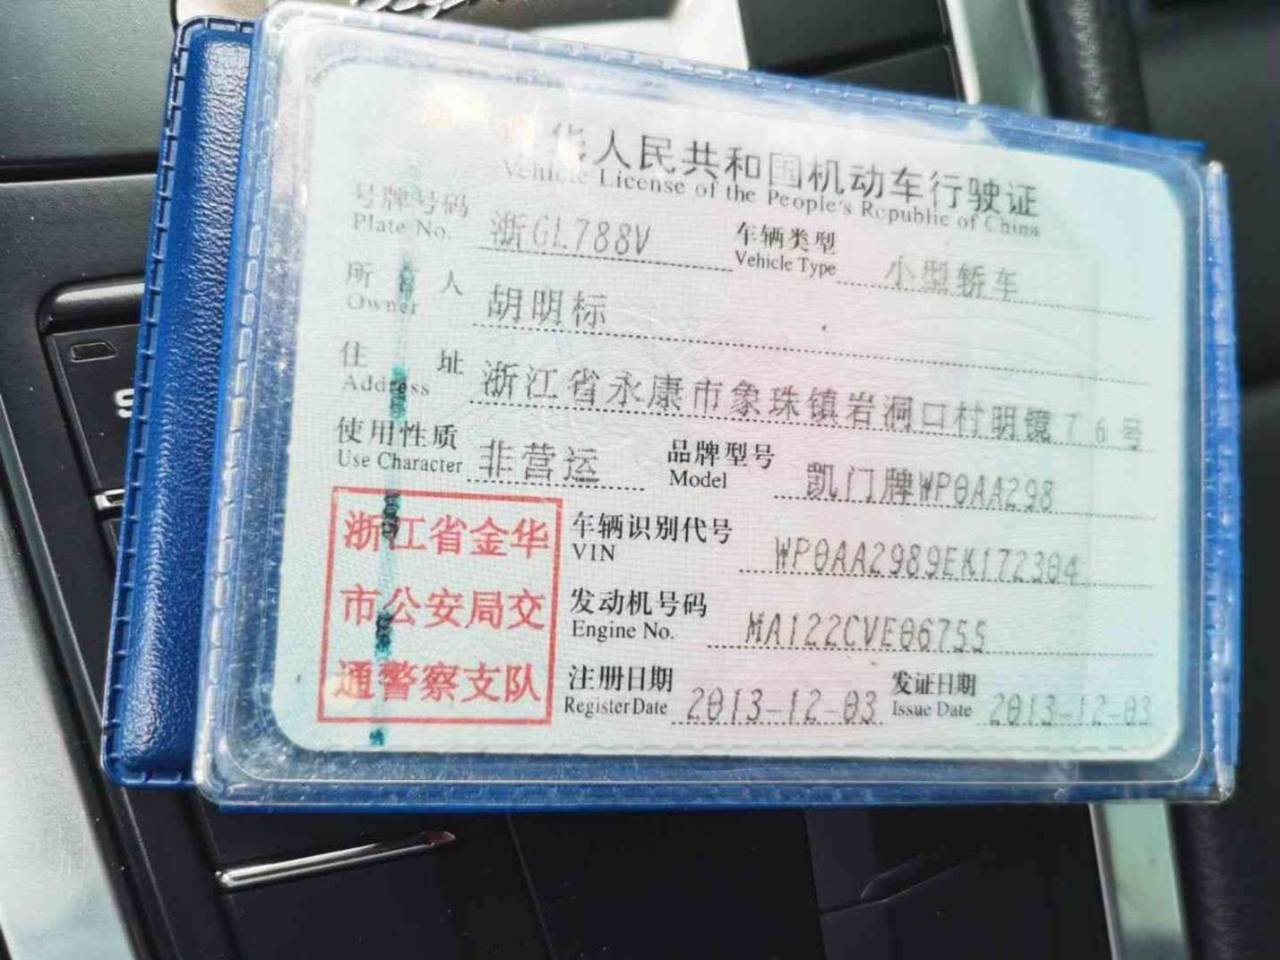 华人民共和国机动车行驶证
Vehicle License of the People's Republic of China
号牌号码 浙GL788V 车辆类型 小型轿车
Plate No. Vehicle Type
所 人 胡明标
Owner
住 址 浙江省永康市象珠镇岩洞口村明镜76号
Address
使用性质 非营运 品牌型号 凯门牌WP0AA298
Use Character Model
浙江省金华
市公安局交
通警察支队
车辆识别代号 WP0AA2989EK172304
VIN
发动机号码 MA122CVE06755
Engine No.
注册日期 2013-12-03 发证日期 2013-12-03
Register Date Issue Date